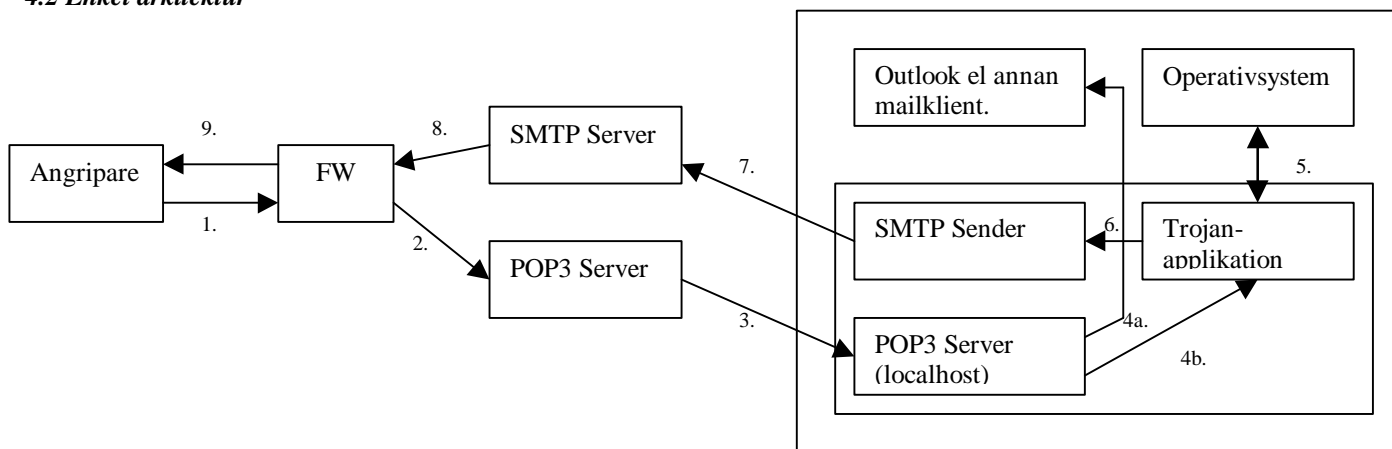 4.2 Enkel arkitektur
Outlook el annan
mailklient.
Operativsystem
9.
8.
SMTP Server
Angripare
FW
7.
5.
1.
2.
SMTP Sender
6.
Trojan-
applikation
POP3 Server
3.
4a.
POP3 Server
(localhost)
4b.